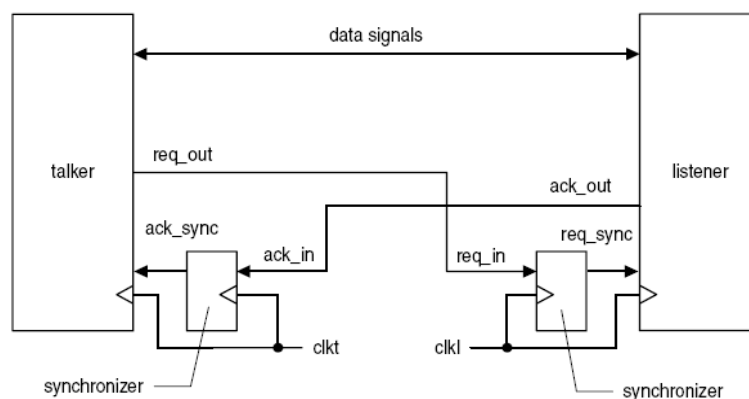 data signals
talker
req_out
listener
ack_out
ack_sync
ack_in
req_in
req_sync
clkt
clkl
synchronizer
synchronizer